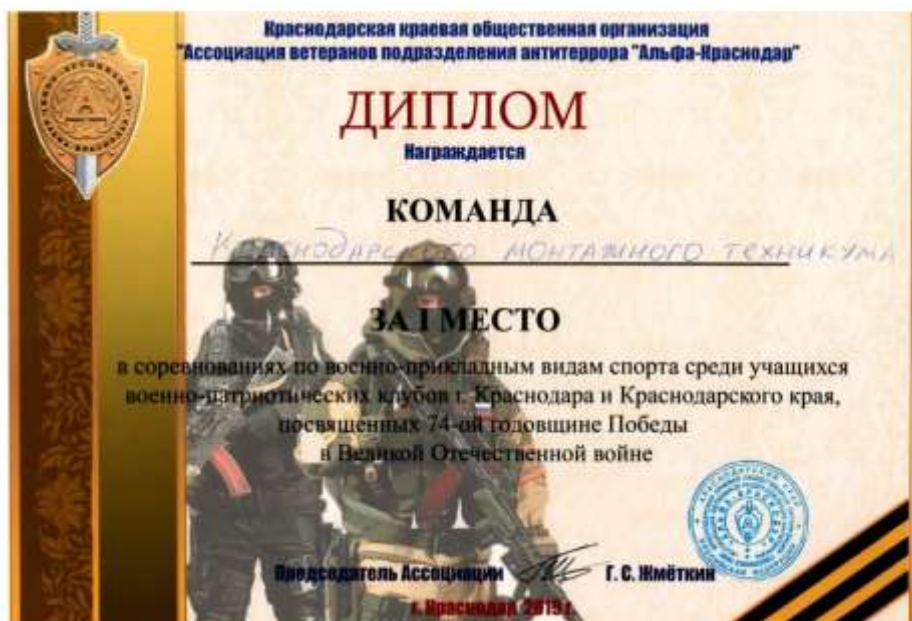 Краснодарская краевая общественная организация
"Ассоциация ветеранов подразделения антитеррора "Альфа-Краснодар"
ДИПЛОМ
Награждается
КОМАНДА
Краснодарского монтажного техникума
ЗА I МЕСТО
в соревнованиях по военно-прикладным видам спорта среди учащихся
военно-патриотических клубов г. Краснодара и Краснодарского края,
посвященных 74-ой годовщине Победы
в Великой Отечественной войне
Председатель Ассоциации Г. С. Жмёткин
г. Краснодар 2019 г.